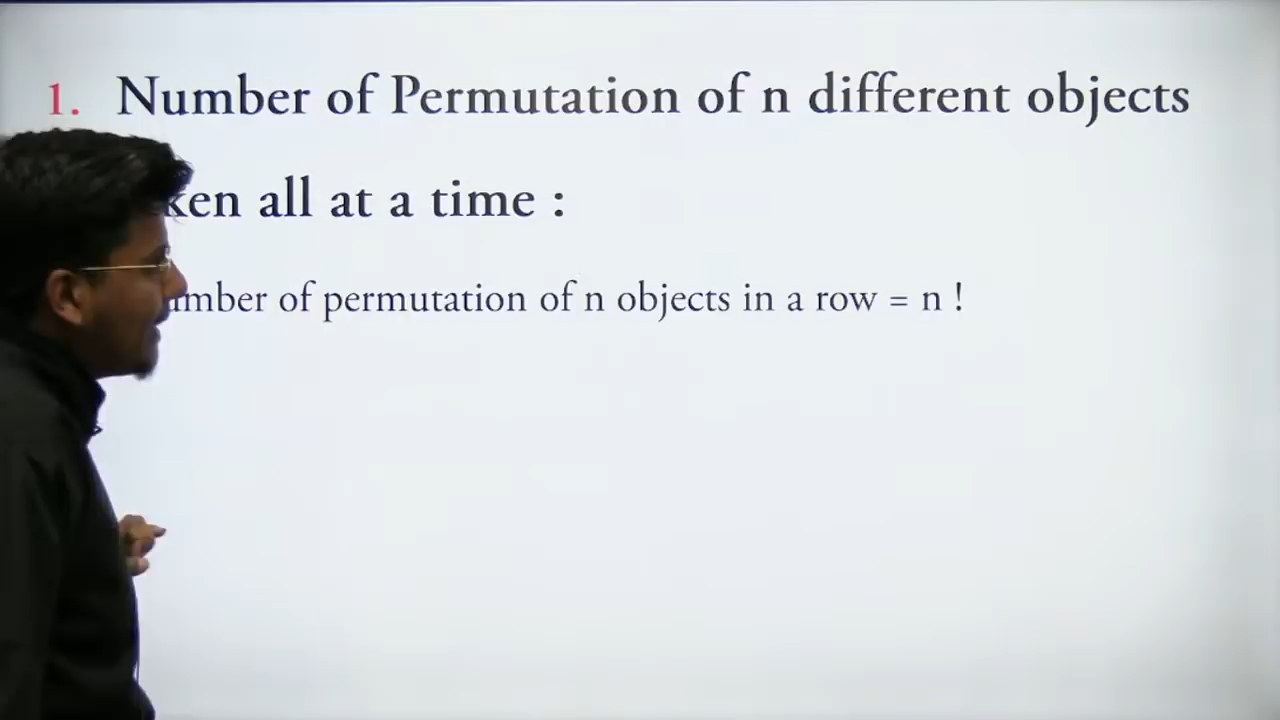 1. Number of Permutation of n different objects
ken all at a time :
mber of permutation of n objects in a row = n !